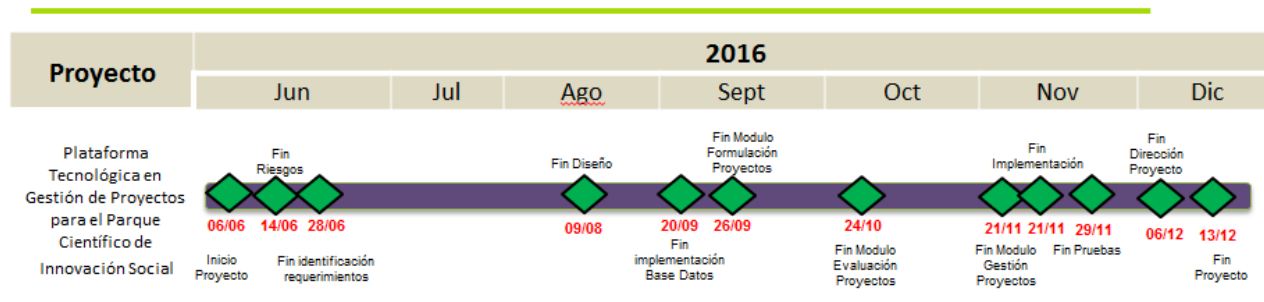 Proyecto
2016
Jun
Jul
Ago
Sept
Oct
Nov
Dic
Plataforma
Tecnológica en
Gestión de Proyectos
para el Parque
Científico de
Innovación Social
Fin
Riesgos
Fin Diseño
Fin Modulo
Formulación
Proyectos
Fin
Implementación
Fin
Dirección
Proyecto
06/06
14/06
28/06
09/08
20/09
26/09
24/10
21/11
21/11
29/11
06/12
13/12
Inicio
Proyecto
Fin identificación
requerimientos
Fin
implementación
Base Datos
Fin Modulo
Evaluación
Proyectos
Fin Modulo
Gestión
Proyectos
Fin Pruebas
Fin
Proyecto